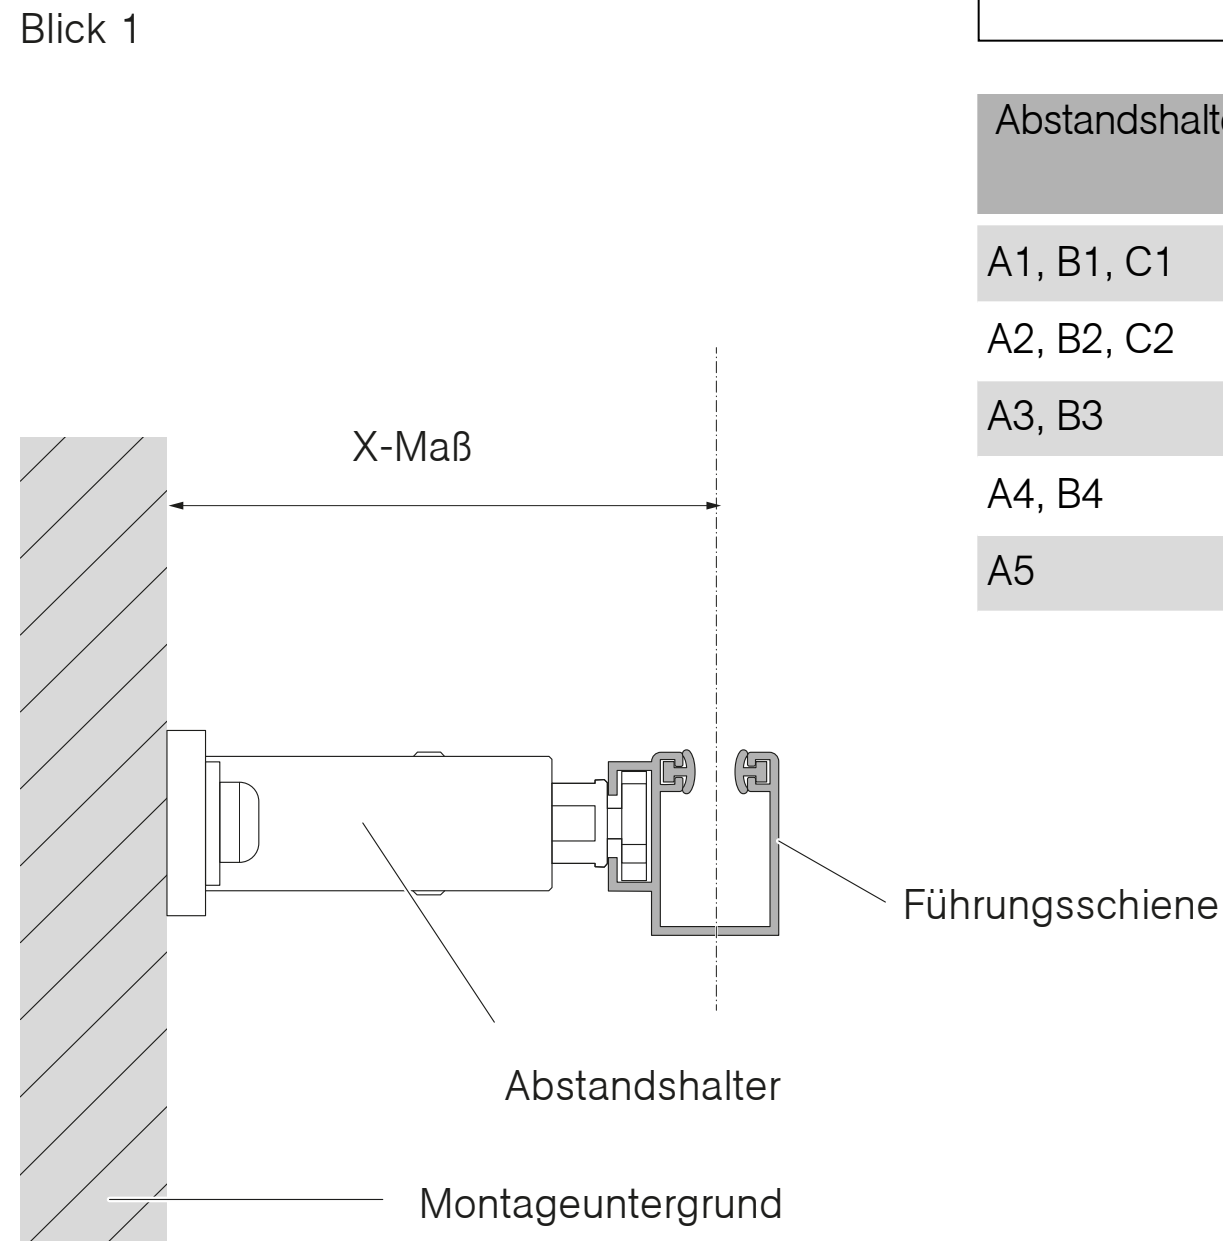 Blick 1
Abstandshalte
A1, B1, C1
A2, B2, C2
A3, B3
A4, B4
A5
X-Maß
Führungsschiene
Abstandshalter
Montageuntergrund